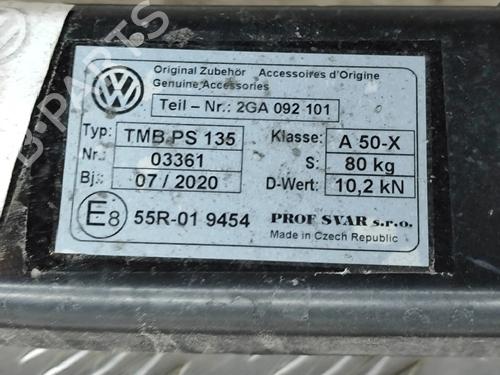 Original Zubehör Accessoires d'Origine
Genuine Accessories
Teil – Nr.: 2GA 092 101
Typ: TMB PS 135 Klasse: A 50-X
Nr.: 03361 S: 80 kg
Bj.: 07 / 2020 D-Wert: 10,2 kN
E8 55R-01 9454 PROF SVAR s.r.o.
Made in Czech Republic
B-PARTS